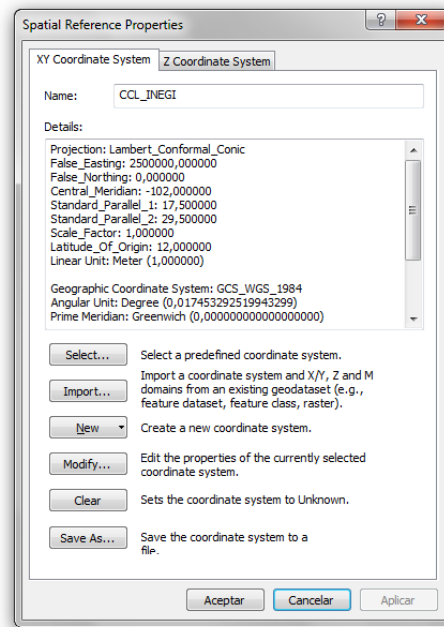 Spatial Reference Properties
XY Coordinate System
Z Coordinate System
Name:
CCL_INEGI
Details:
Projection: Lambert_Conformal_Conic
False_Easting: 2500000,000000
False_Northing: 0,000000
Central_Meridian: -102,000000
Standard_Parallel_1: 17,500000
Standard_Parallel_2: 29,500000
Scale_Factor: 1,000000
Latitude_Of_Origin: 12,000000
Linear Unit: Meter (1,000000)
Geographic Coordinate System: GCS_WGS_1984
Angular Unit: Degree (0,017453292519943299)
Prime Meridian: Greenwich (0,000000000000000000)
Select...
Select a predefined coordinate system.
Import...
Import a coordinate system and X/Y, Z and M
domains from an existing geodataset (e.g.,
feature dataset, feature class, raster).
New
Create a new coordinate system.
Modify...
Edit the properties of the currently selected
coordinate system.
Clear
Sets the coordinate system to Unknown.
Save As...
Save the coordinate system to a
file.
Aceptar
Cancelar
Aplicar